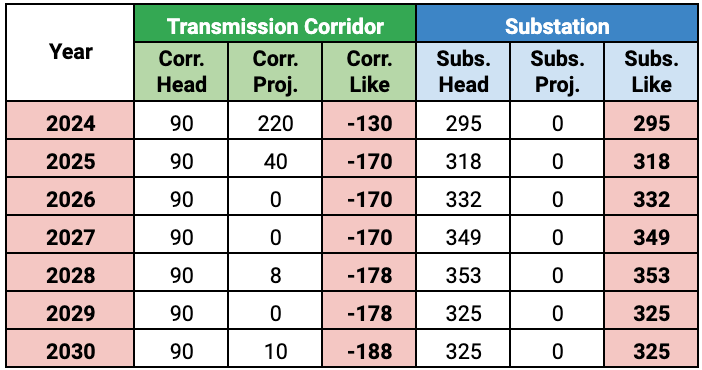 Year Transmission Corridor Substation
Corr. Head Corr. Proj. Corr. Like Subs. Head Subs. Proj. Subs. Like
2024 90 220 -130 295 0 295
2025 90 40 -170 318 0 318
2026 90 0 -170 332 0 332
2027 90 0 -170 349 0 349
2028 90 8 -178 353 0 353
2029 90 0 -178 325 0 325
2030 90 10 -188 325 0 325